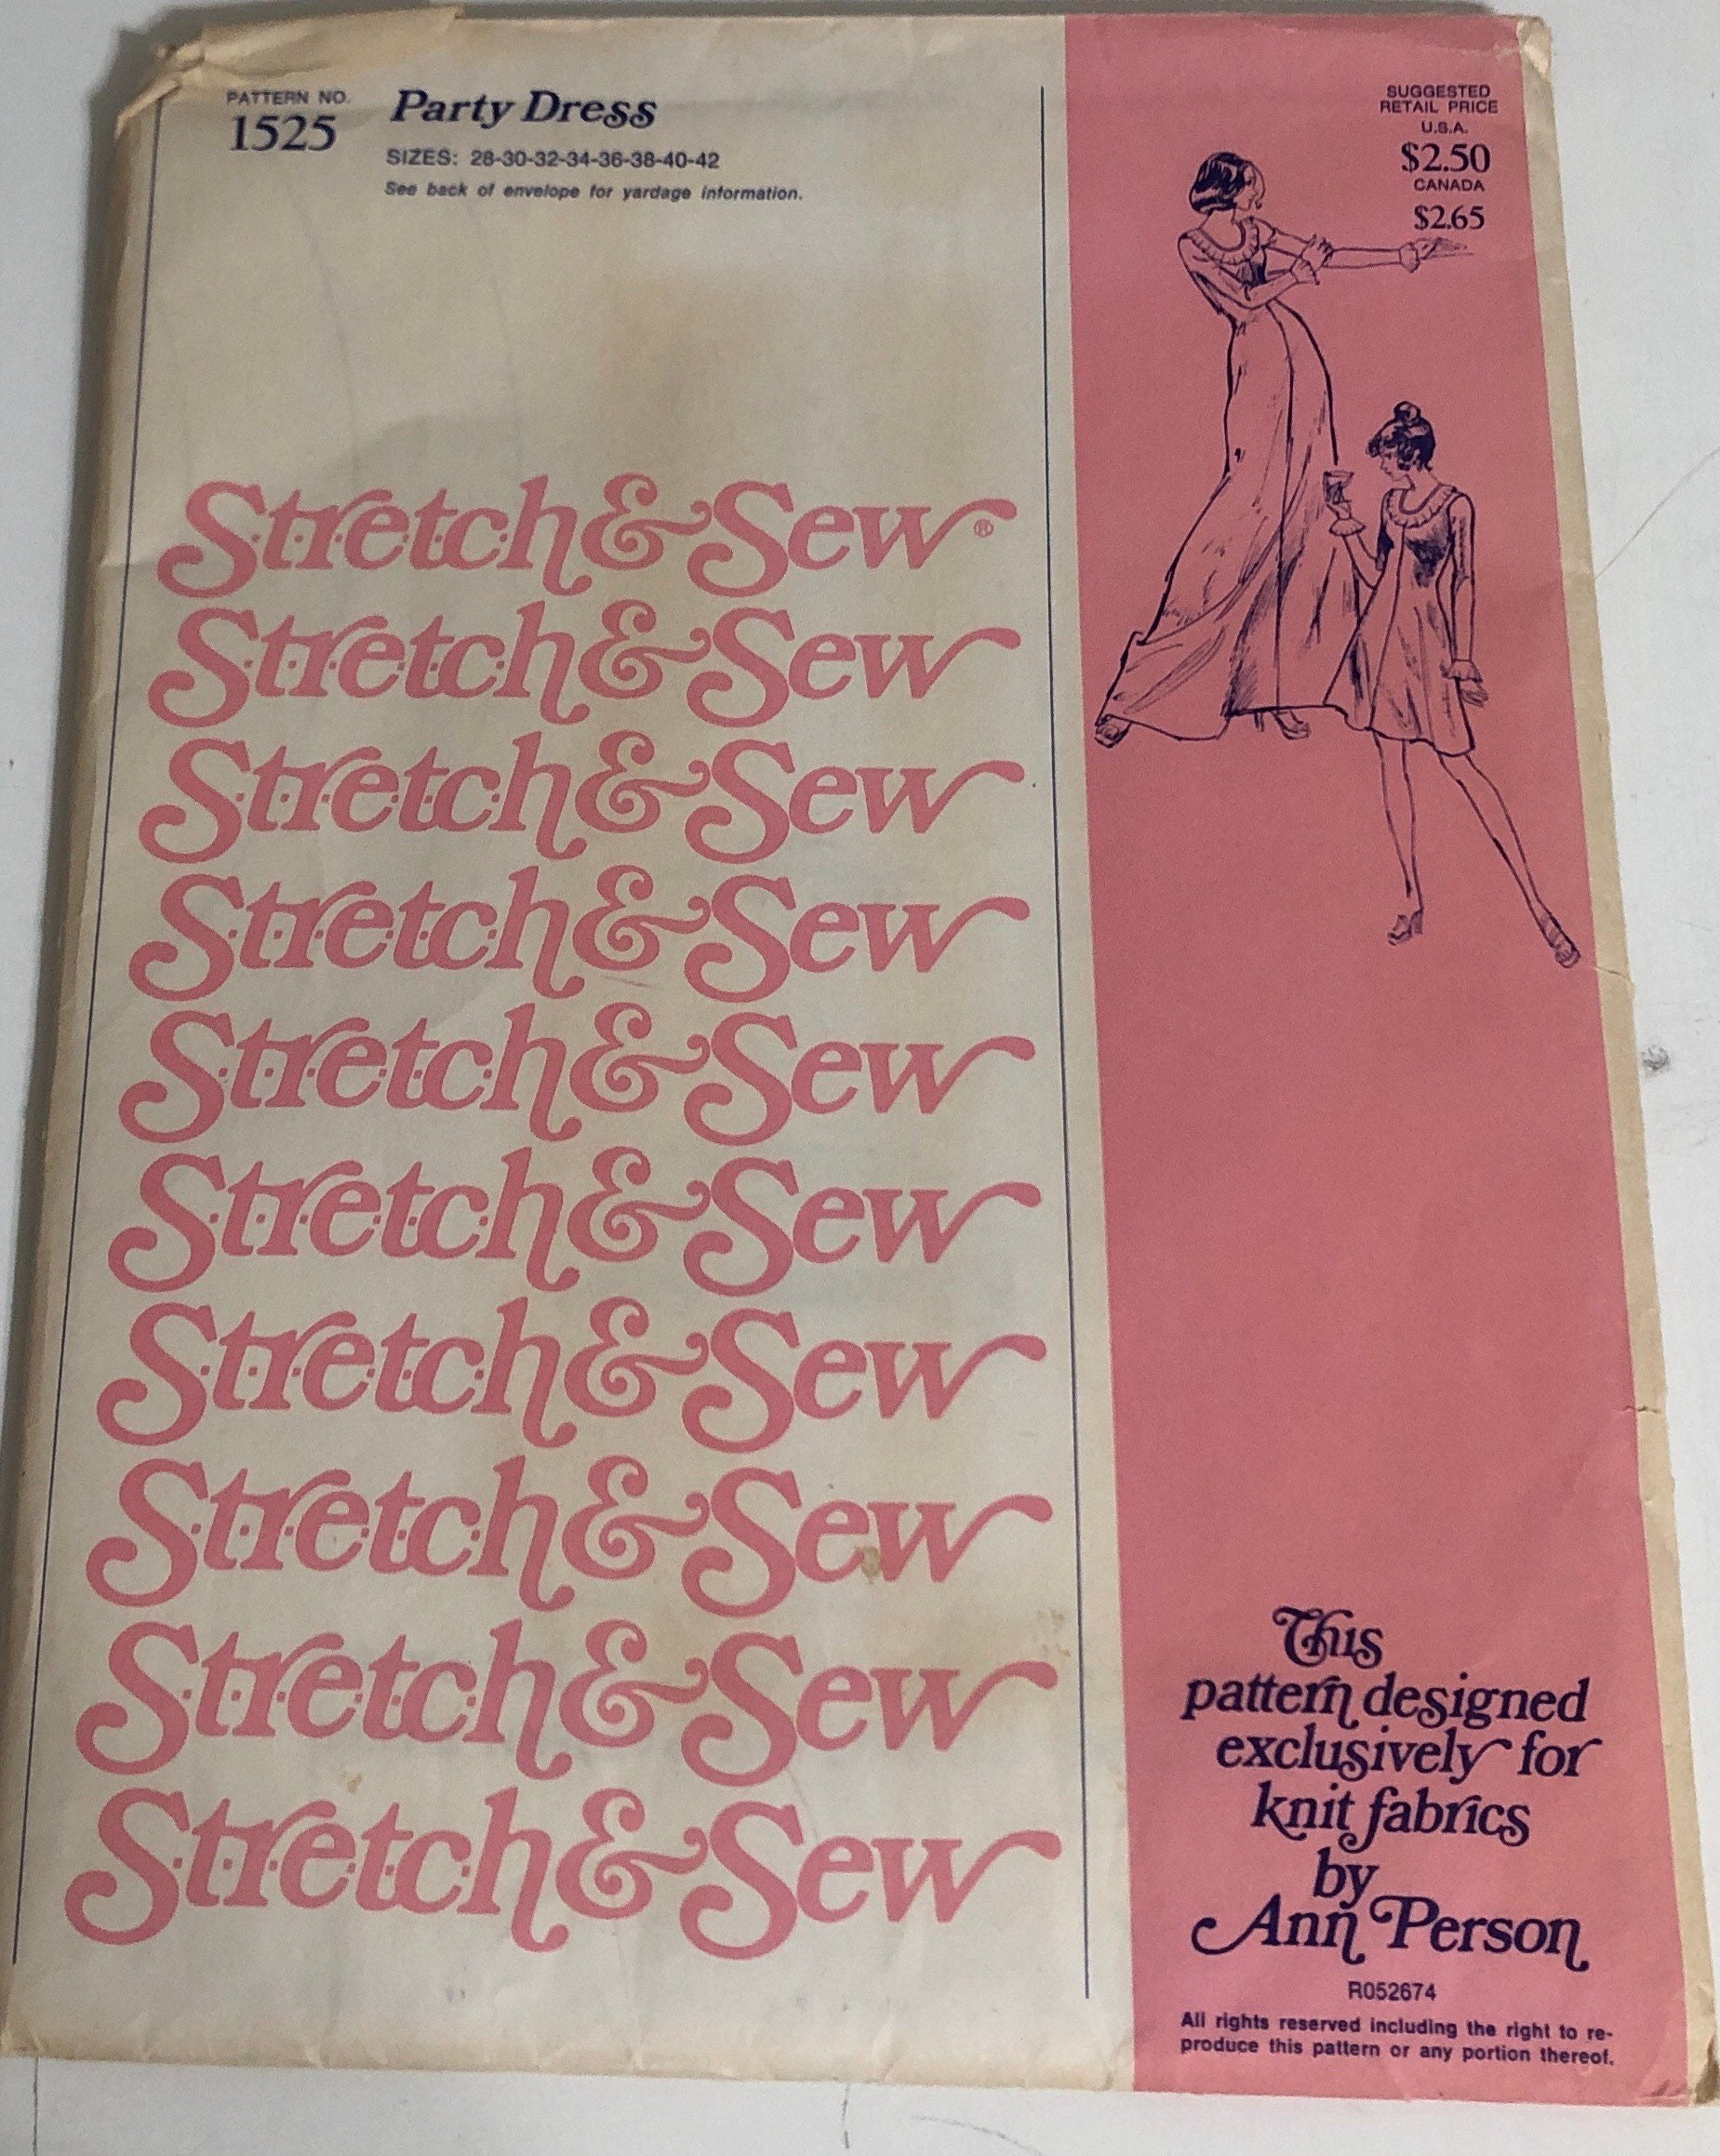 PATTERN NO.
1525
Party Dress
SIZES: 28-30-32-34-36-38-40-42
See back of envelope for yardage information.
SUGGESTED
RETAIL PRICE
U.S.A.
$2.50
CANADA
$2.65
Stretch & Sew®
Stretch & Sew
Stretch & Sew
Stretch & Sew
Stretch & Sew
Stretch & Sew
Stretch & Sew
Stretch & Sew
Stretch & Sew
Stretch & Sew
This
pattern designed
exclusively for
knit fabrics
by
Ann Person
R052674
All rights reserved including the right to re-
produce this pattern or any portion thereof.